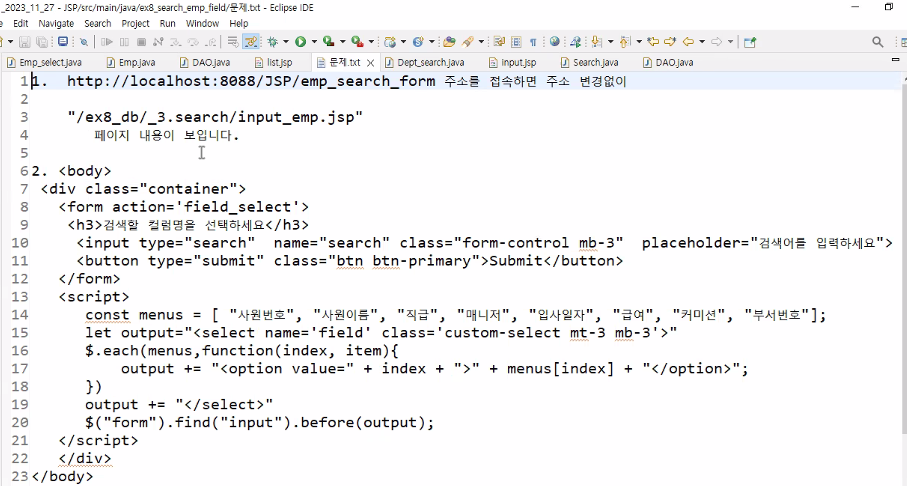 _2023_11_27 - JSP/src/main/java/ex8_search_emp_field/문제.txt - Eclipse IDE
Edit Navigate Search Project Run Window Help
Emp_select.java Emp.java DAO.java list.jsp 문제.txt Dept_search.java input.jsp Search.java DAO.java
1 1. http://localhost:8088/JSP/emp_search_form 주소를 접속하면 주소 변경없이
2
3 "/ex8_db/_3.search/input_emp.jsp"
4 페이지 내용이 보입니다.
5
6 2. <body>
7 <div class="container">
8 <form action='field_select'>
9 <h3>검색할 컬럼명을 선택하세요</h3>
10 <input type="search" name="search" class="form-control mb-3" placeholder="검색어를 입력하세요">
11 <button type="submit" class="btn btn-primary">Submit</button>
12 </form>
13 <script>
14 const menus = [ "사원번호", "사원이름", "직급", "매니저", "입사일자", "급여", "커미션", "부서번호"];
15 let output="<select name='field' class='custom-select mt-3 mb-3'>"
16 $.each(menus,function(index, item){
17 output += "<option value=" + index + ">" + menus[index] + "</option>";
18 })
19 output += "</select>"
20 $("form").find("input").before(output);
21 </script>
22 </div>
23 </body>